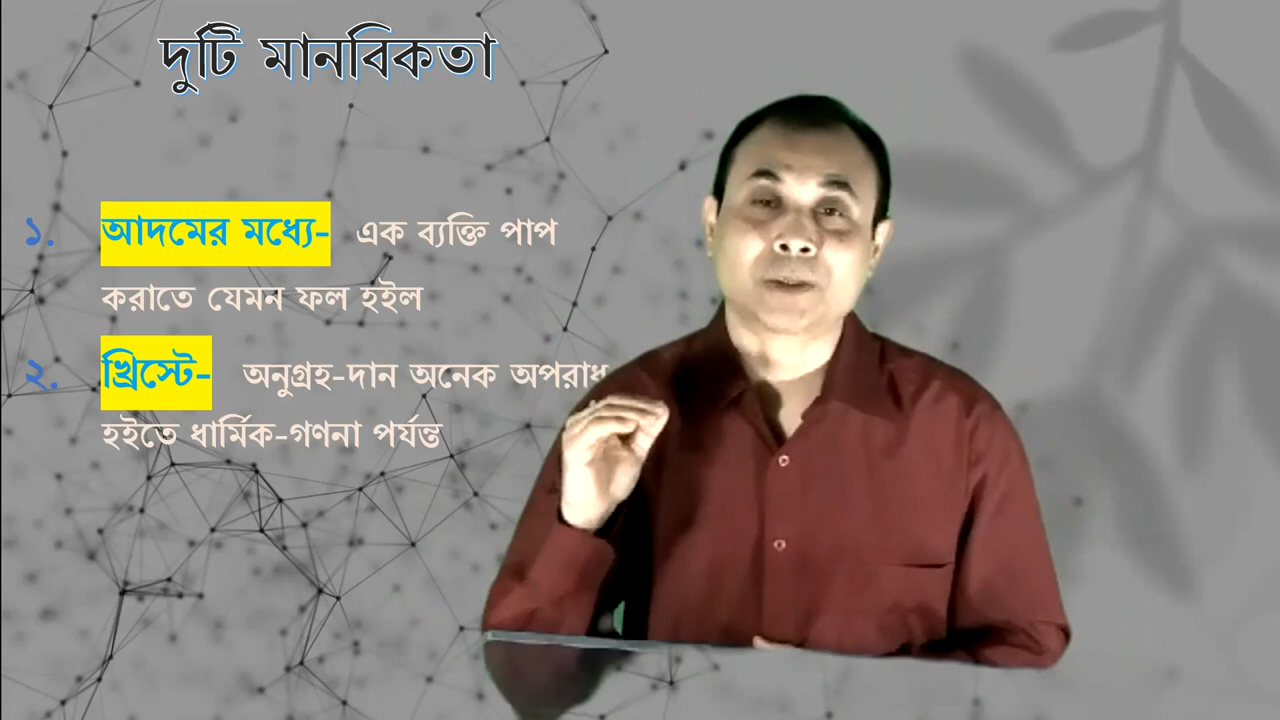 দুটি মানবিকতা
১. আদমের মধ্যে- এক ব্যক্তি পাপ
করাতে যেমন ফল হইল
২. খ্রিস্টে- অনুগ্রহ-দান অনেক অপরাধ
হইতে ধার্মিক-গণনা পর্যন্ত